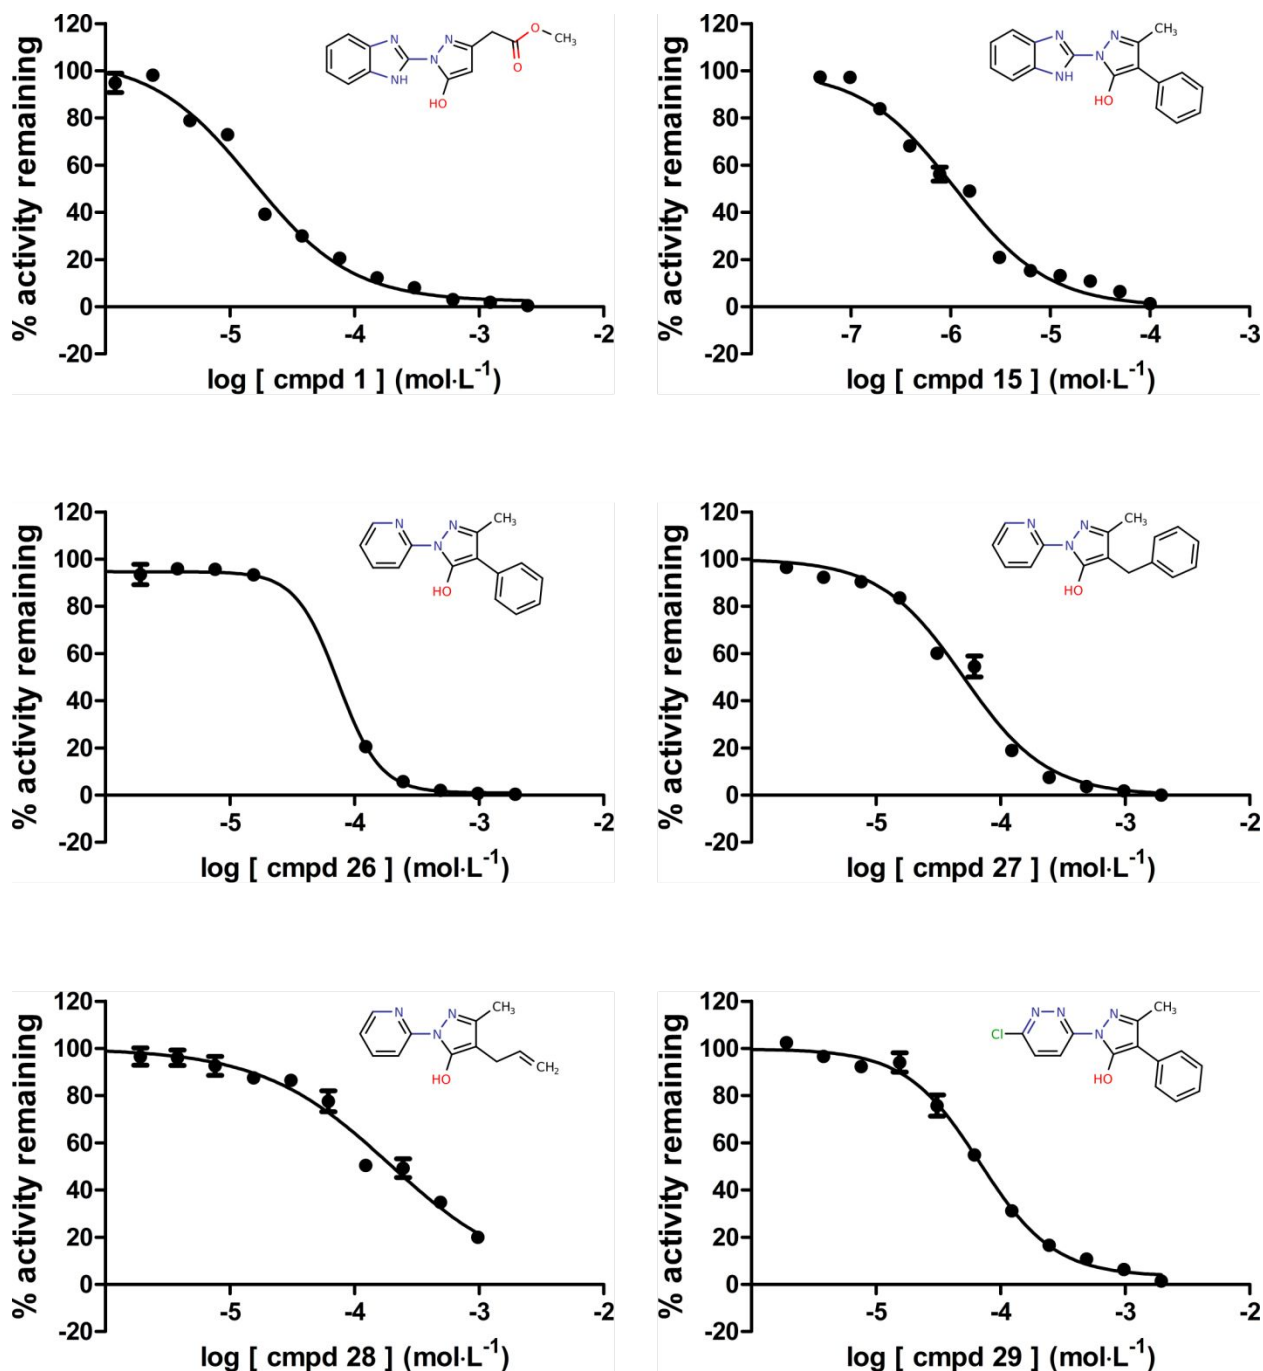 % activity remaining
120
100
80
60
40
20
0
-20
-5
-4
-3
-2
log [ cmpd 1 ] (mol·L⁻¹)
N
N
N
NH
HO
O
O
CH₃
% activity remaining
120
100
80
60
40
20
0
-20
-7
-6
-5
-4
-3
log [ cmpd 15 ] (mol·L⁻¹)
N
N
N
NH
HO
CH₃
% activity remaining
120
100
80
60
40
20
0
-20
-5
-4
-3
-2
log [ cmpd 26 ] (mol·L⁻¹)
N
N
N
HO
CH₃
% activity remaining
120
100
80
60
40
20
0
-20
-5
-4
-3
-2
log [ cmpd 27 ] (mol·L⁻¹)
N
N
N
HO
CH₃
% activity remaining
120
100
80
60
40
20
0
-20
-5
-4
-3
-2
log [ cmpd 28 ] (mol·L⁻¹)
N
N
N
HO
CH₃
CH₂
% activity remaining
120
100
80
60
40
20
0
-20
-5
-4
-3
-2
log [ cmpd 29 ] (mol·L⁻¹)
Cl
N
N
N
N
HO
CH₃